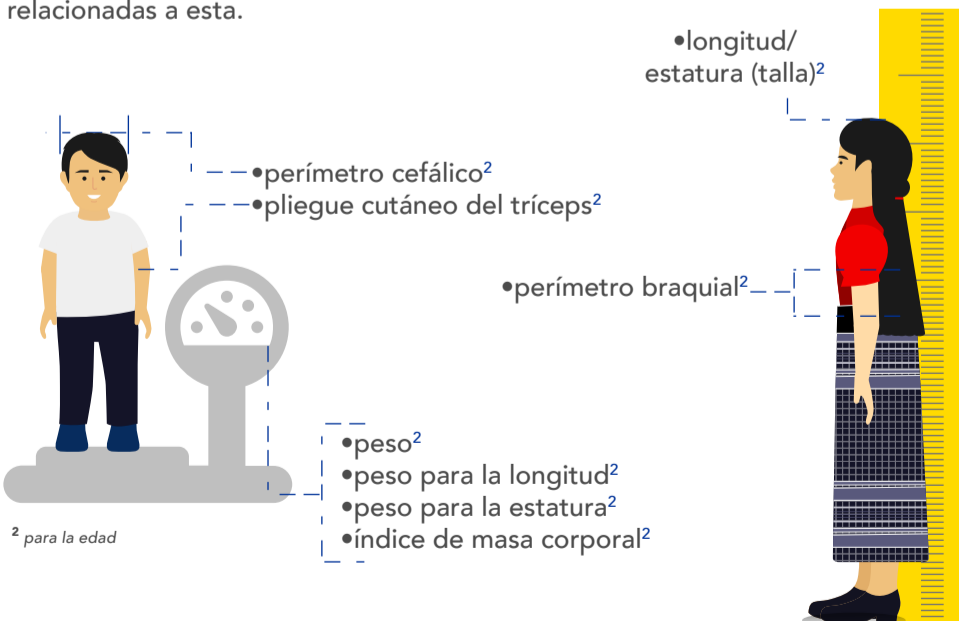 relacionadas a esta.
•longitud/
estatura (talla)²
•perímetro cefálico²
•pliegue cutáneo del tríceps²
•perímetro braquial²
•peso²
•peso para la longitud²
•peso para la estatura²
•índice de masa corporal²
² para la edad